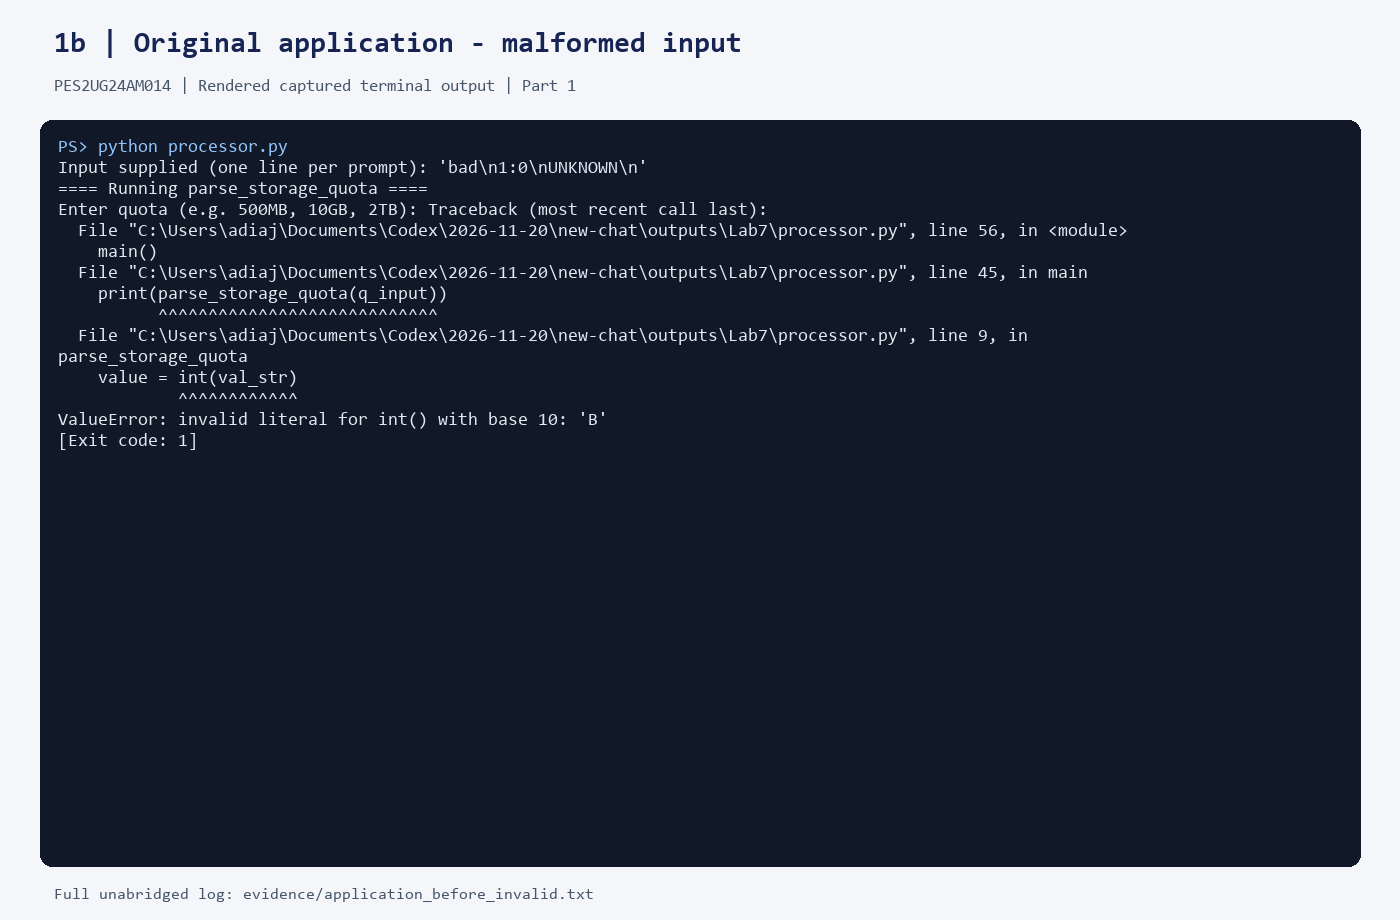 1b | Original application - malformed input
PES2UG24AM014 | Rendered captured terminal output | Part 1
PS> python processor.py
Input supplied (one line per prompt): 'bad\n1:0\nUNKNOWN\n'
==== Running parse_storage_quota ====
Enter quota (e.g. 500MB, 10GB, 2TB): Traceback (most recent call last):
  File "C:\Users\adiaj\Documents\Codex\2026-11-20\new-chat\outputs\Lab7\processor.py", line 56, in <module>
    main()
  File "C:\Users\adiaj\Documents\Codex\2026-11-20\new-chat\outputs\Lab7\processor.py", line 45, in main
    print(parse_storage_quota(q_input))
          ^^^^^^^^^^^^^^^^^^^^^^^^^^^^
  File "C:\Users\adiaj\Documents\Codex\2026-11-20\new-chat\outputs\Lab7\processor.py", line 9, in
parse_storage_quota
    value = int(val_str)
            ^^^^^^^^^^^^
ValueError: invalid literal for int() with base 10: 'B'
[Exit code: 1]
Full unabridged log: evidence/application_before_invalid.txt